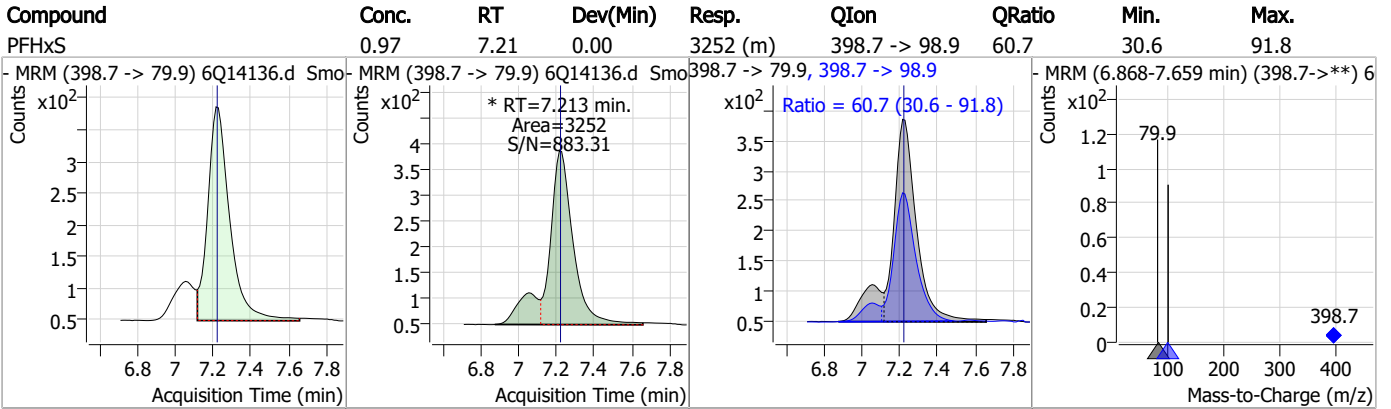 Compound Conc. RT Dev(Min) Resp. QIon QRatio Min. Max.
PFHxS 0.97 7.21 0.00 3252 (m) 398.7 -> 98.9 60.7 30.6 91.8
- MRM (398.7 -> 79.9) 6Q14136.d Smo
Counts
x10²
3
2.5
2
1.5
1
0.5
6.8 7 7.2 7.4 7.6 7.8
Acquisition Time (min)
- MRM (398.7 -> 79.9) 6Q14136.d Smo
Counts
x10²
* RT=7.213 min.
Area=3252
S/N=883.31
4
3.5
3
2.5
2
1.5
1
0.5
6.8 7 7.2 7.4 7.6 7.8
Acquisition Time (min)
398.7 -> 79.9, 398.7 -> 98.9
x10²
Ratio = 60.7 (30.6 - 91.8)
3.5
3
2.5
2
1.5
1
0.5
6.8 7 7.2 7.4 7.6 7.8
Acquisition Time (min)
- MRM (6.868-7.659 min) (398.7->**) 6
Counts
x10²
1.2
1
0.8
0.6
0.4
0.2
0
79.9
398.7
100 200 300 400
Mass-to-Charge (m/z)